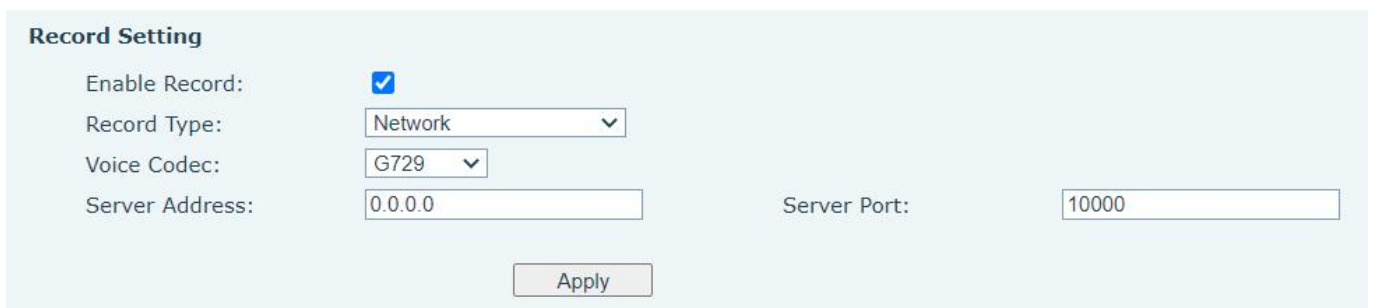 Record Setting
Enable Record:
Record Type: Network
Voice Codec: G729
Server Address: 0.0.0.0 Server Port: 10000
Apply